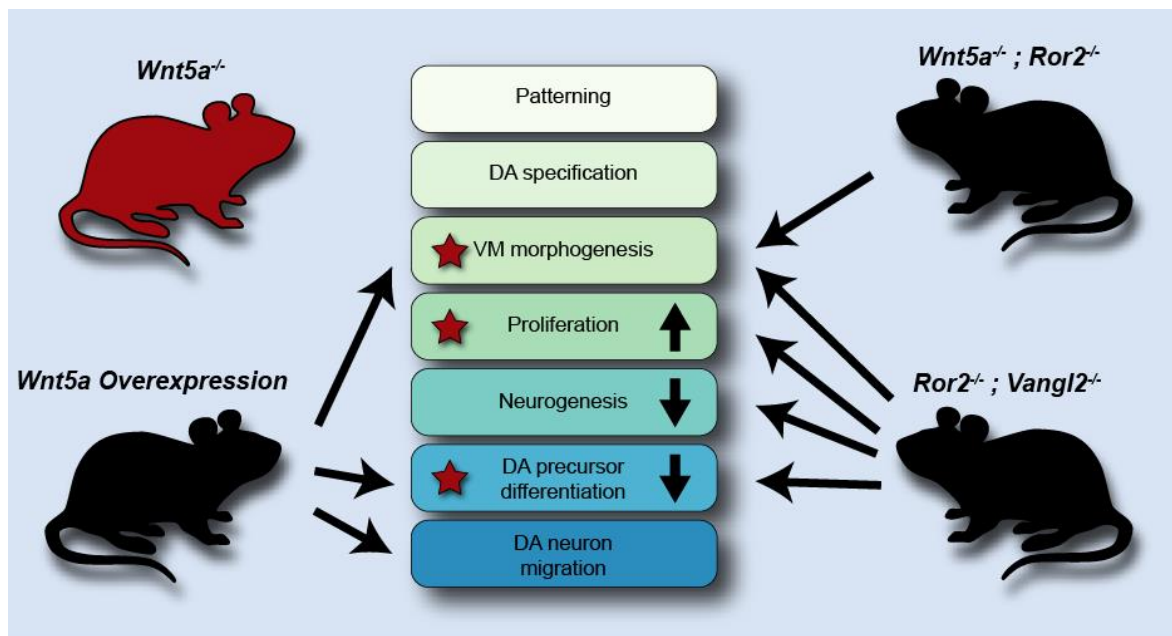 Wnt5a-/-
Wnt5a Overexpression
Patterning
DA specification
VM morphogenesis
Proliferation
Neurogenesis
DA precursor
differentiation
DA neuron
migration
Wnt5a-/- ; Ror2-/-
Ror2-/- ; Vangl2-/-